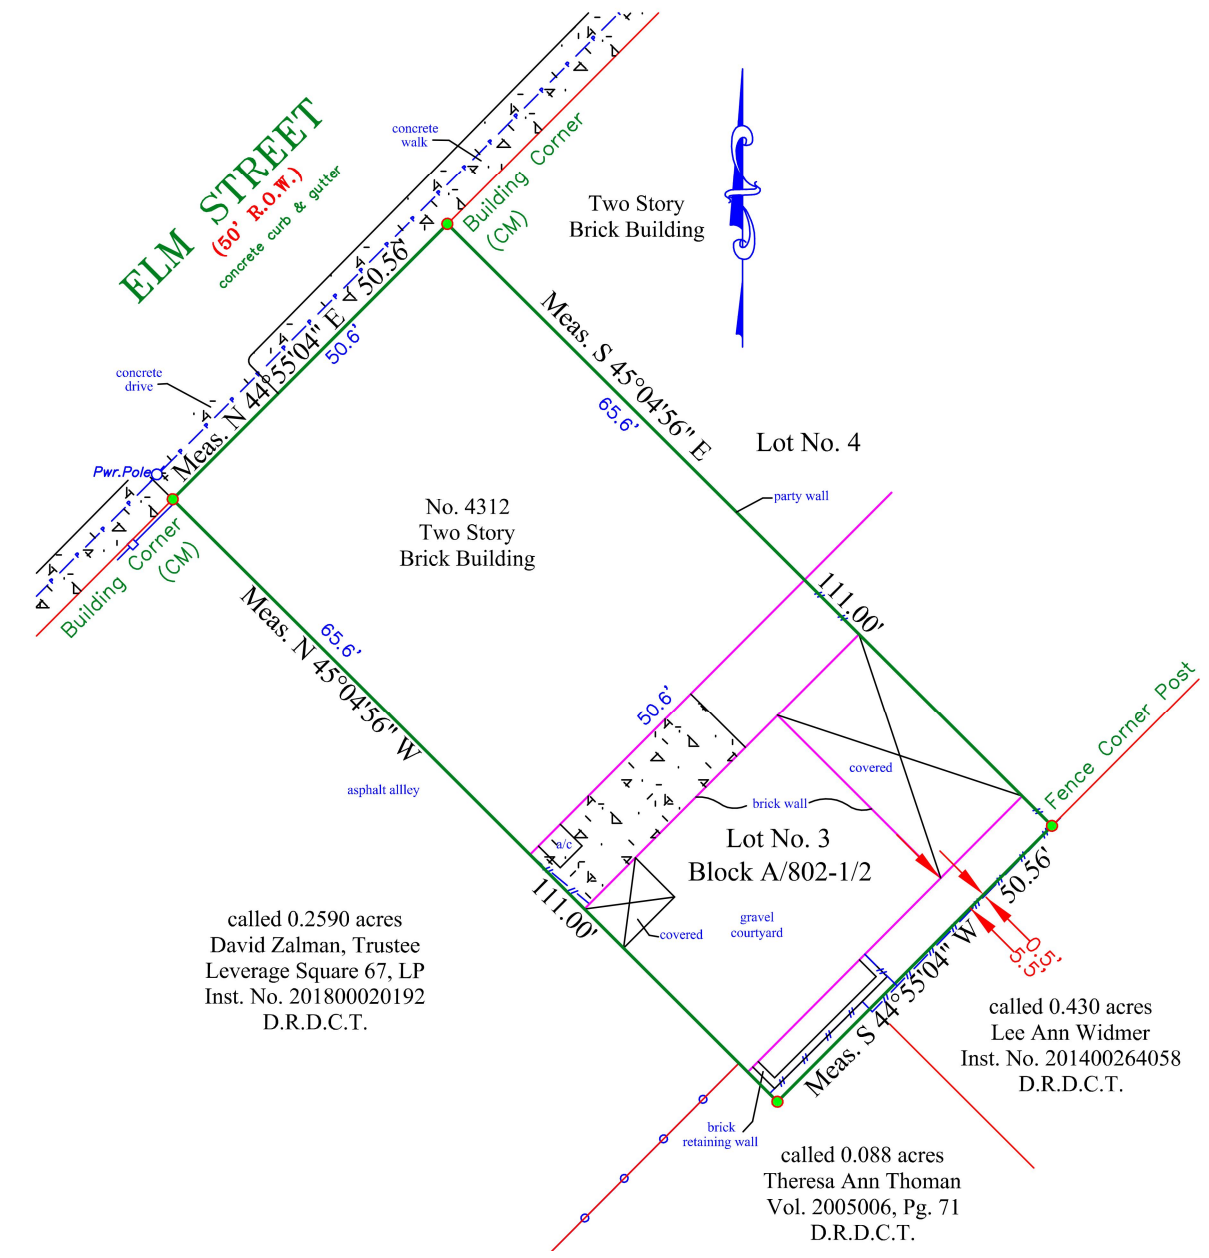 ELM STREET
(50' R.O.W.)
concrete curb & gutter
concrete
walk
Building Corner
(CM)
Two Story
Brick Building
Meas. N 44° 55'04" E 50.56'
50.6'
concrete
drive
Pwr.Pole
Building Corner
(CM)
Meas. S 45°04'56" E
65.6'
111.00'
Lot No. 4
party wall
No. 4312
Two Story
Brick Building
65.6'
Meas. N 45°04'56" W
111.00'
50.6'
asphalt allley
a/c
covered
brick wall
Lot No. 3
Block A/802-1/2
covered
gravel
courtyard
Fence Corner Post
Meas. S 44°55'04" W
50.56'
0.5'
5.5'
called 0.2590 acres
David Zalman, Trustee
Leverage Square 67, LP
Inst. No. 201800020192
D.R.D.C.T.
called 0.430 acres
Lee Ann Widmer
Inst. No. 201400264058
D.R.D.C.T.
brick
retaining wall
called 0.088 acres
Theresa Ann Thoman
Vol. 2005006, Pg. 71
D.R.D.C.T.